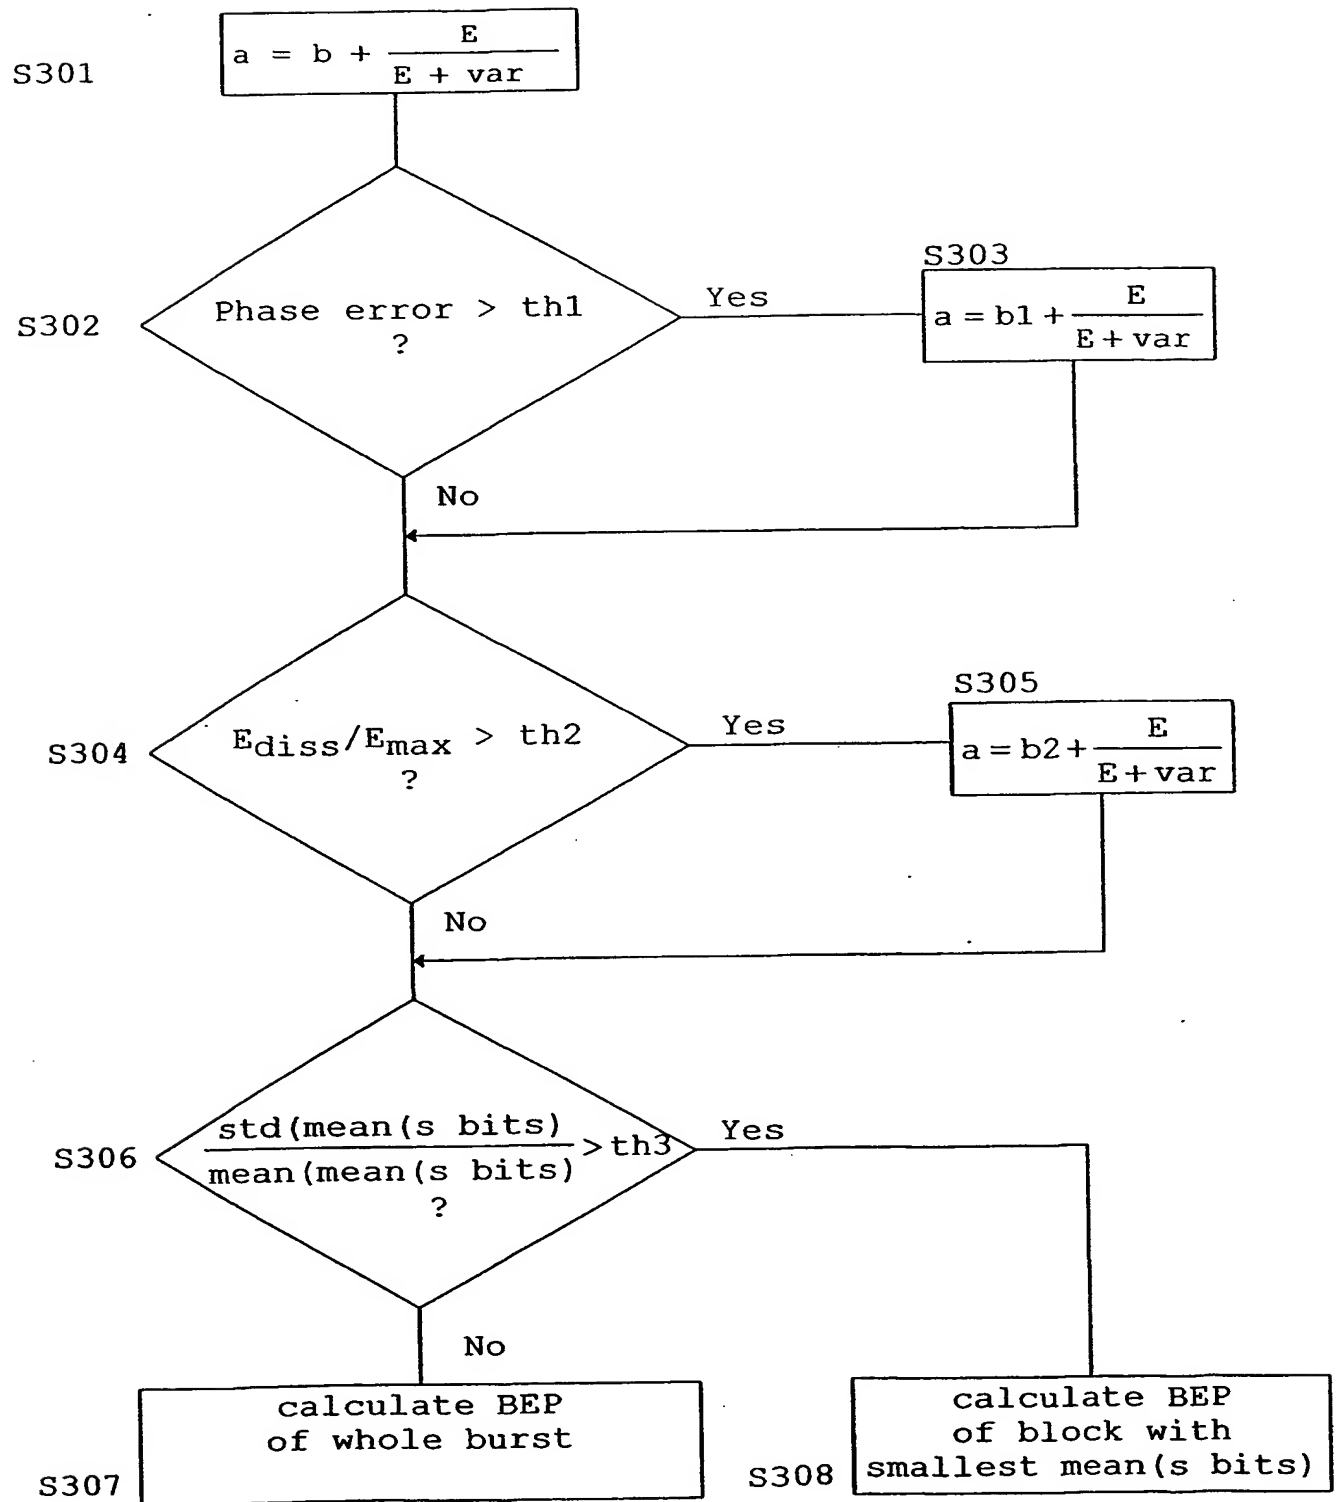 S301
a = b + E / E + var
S302
Phase error > th1
?
Yes
S303
a = b1 + E / E + var
No
S304
Ediss/Emax > th2
?
Yes
S305
a = b2 + E / E + var
No
S306
std(mean(s bits)
mean(mean(s bits)
>th3
?
Yes
No
S307
calculate BEP
of whole burst
S308
calculate BEP
of block with
smallest mean(s bits)